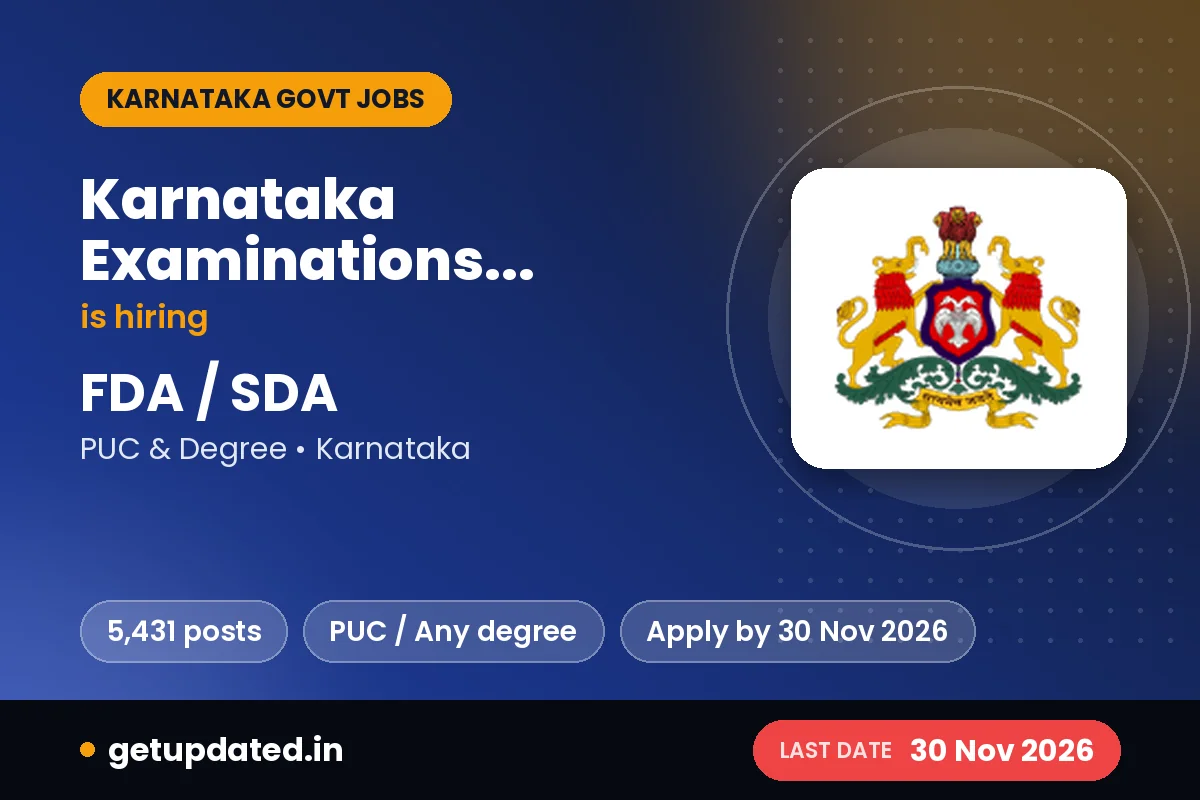 KARNATAKA GOVT JOBS
Karnataka
Examinations...
is hiring
FDA / SDA
PUC & Degree • Karnataka
5,431 posts
PUC / Any degree
Apply by 30 Nov 2026
getupdated.in
LAST DATE 30 Nov 2026